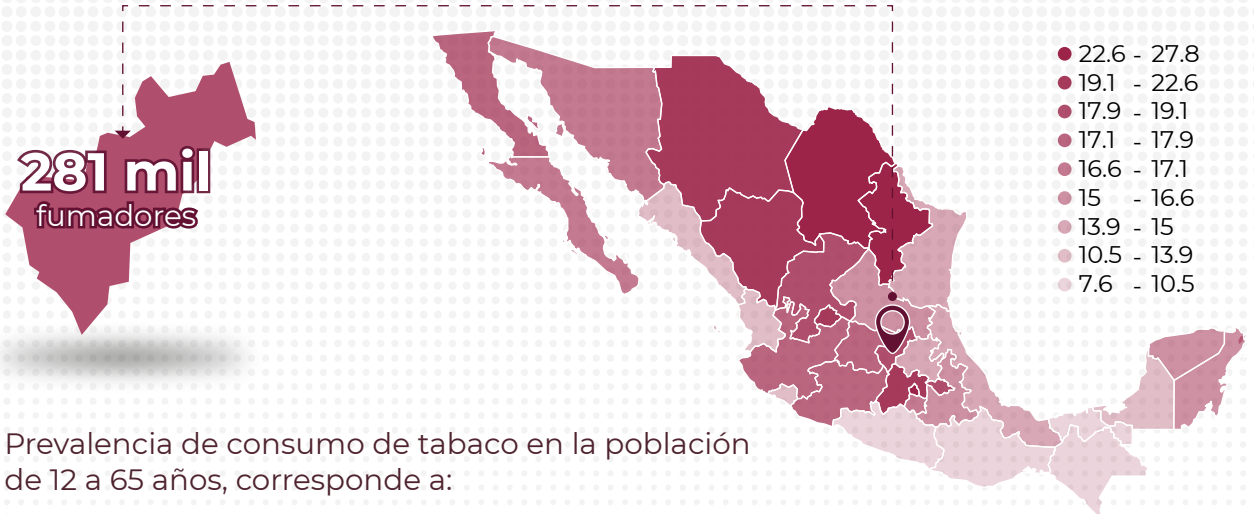 281 mil
fumadores
22.6 - 27.8
19.1 - 22.6
17.9 - 19.1
17.1 - 17.9
16.6 - 17.1
15 - 16.6
13.9 - 15
10.5 - 13.9
7.6 - 10.5
Prevalencia de consumo de tabaco en la población
de 12 a 65 años, corresponde a: